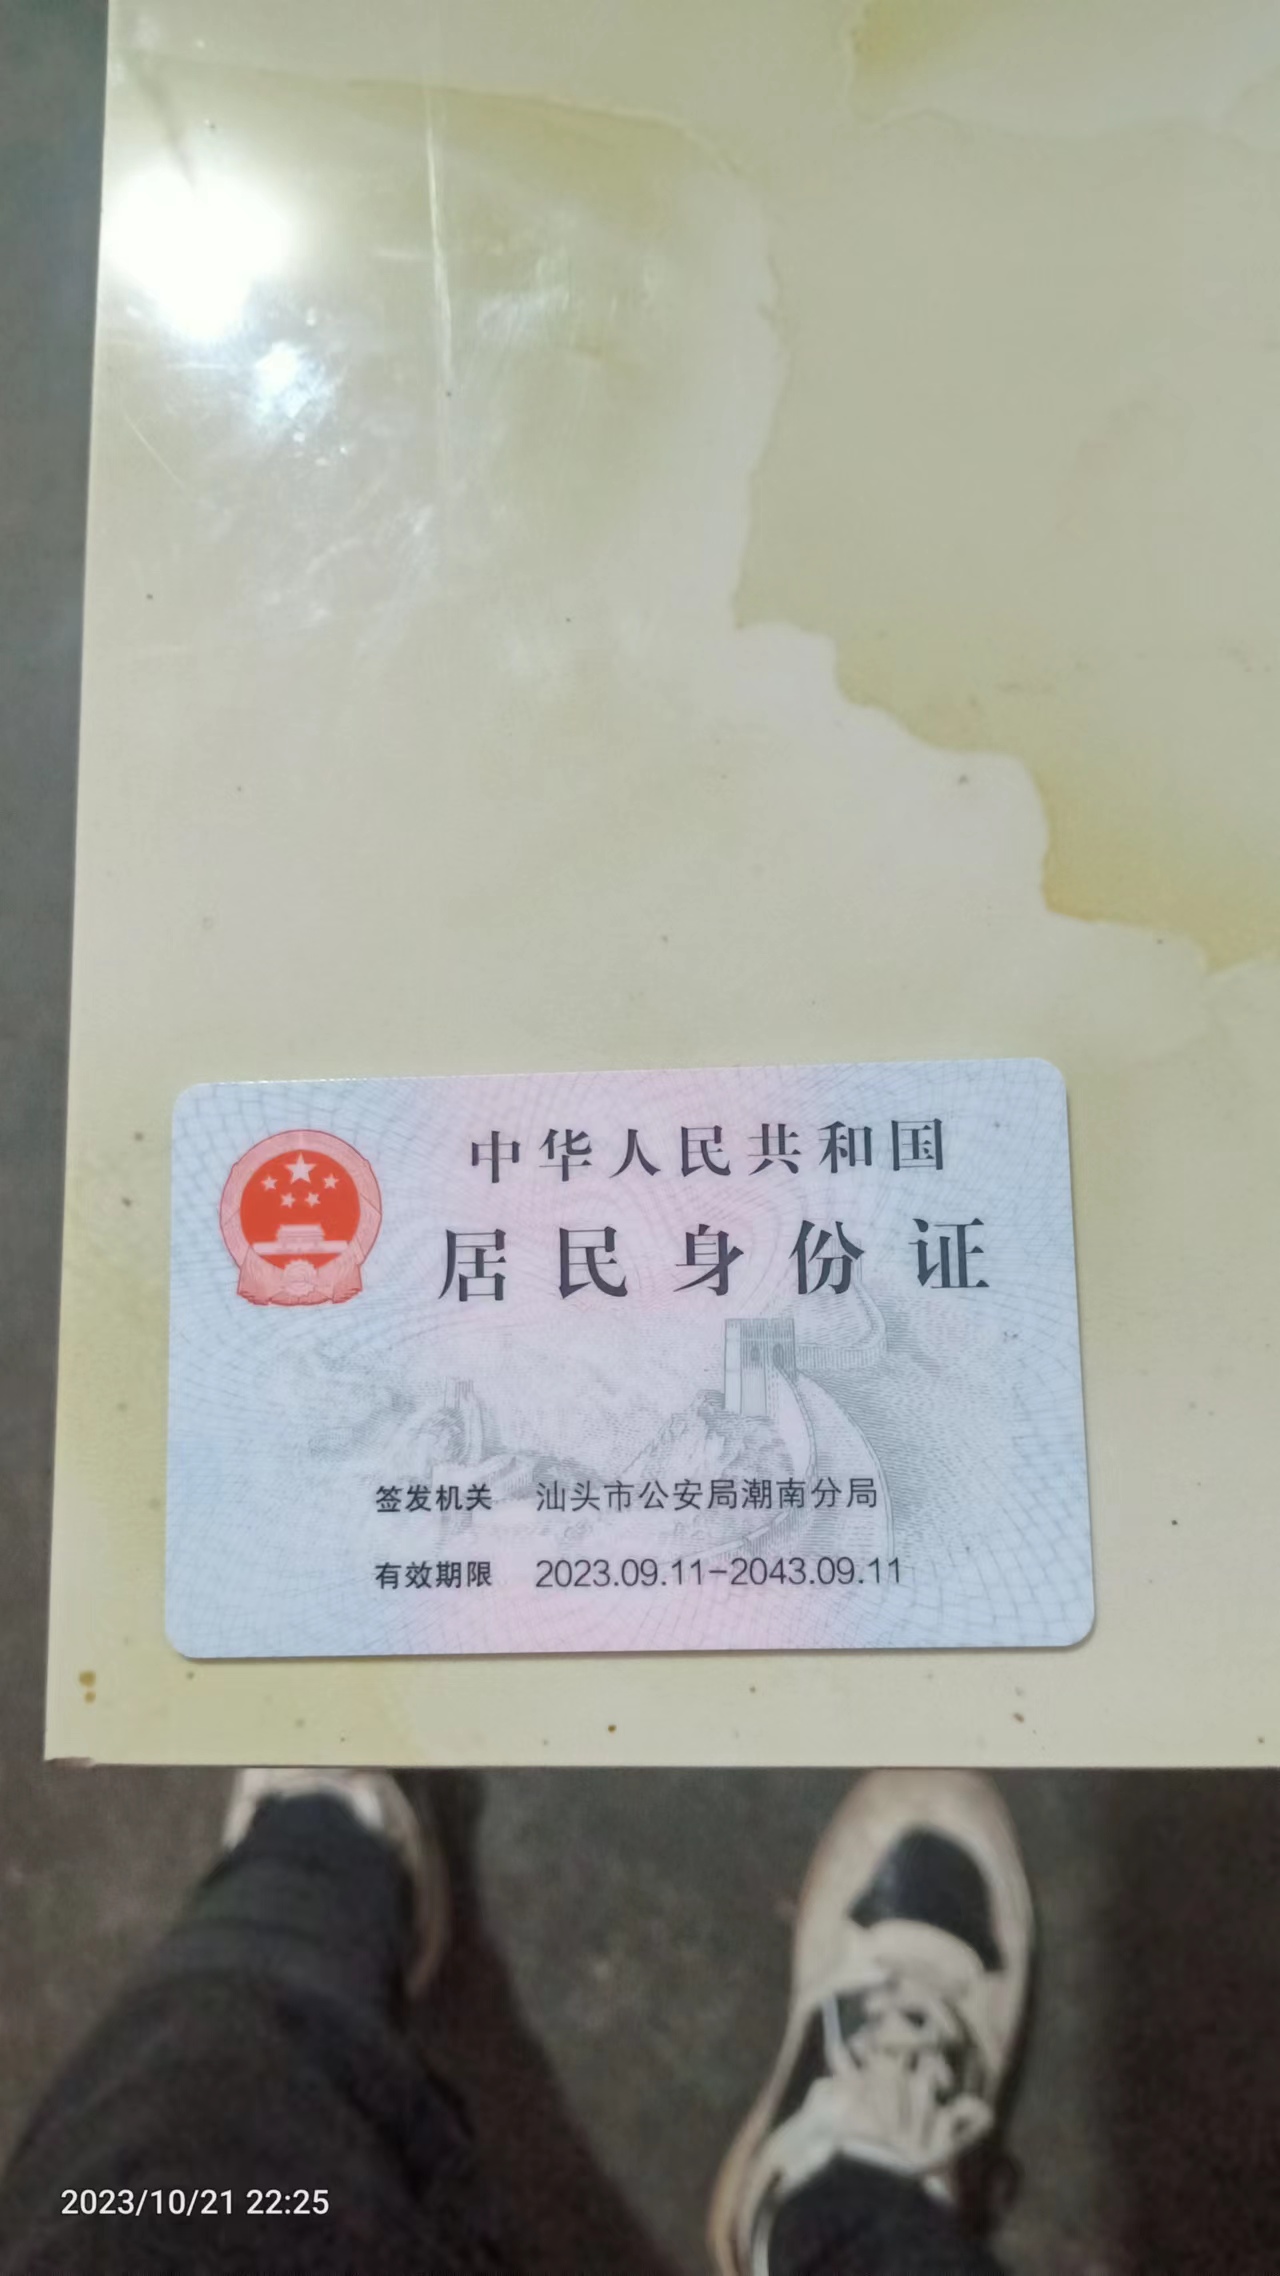 中华人民共和国
居民身份证
签发机关 汕头市公安局潮南分局
有效期限 2023.09.11-2043.09.11
2023/10/21 22:25